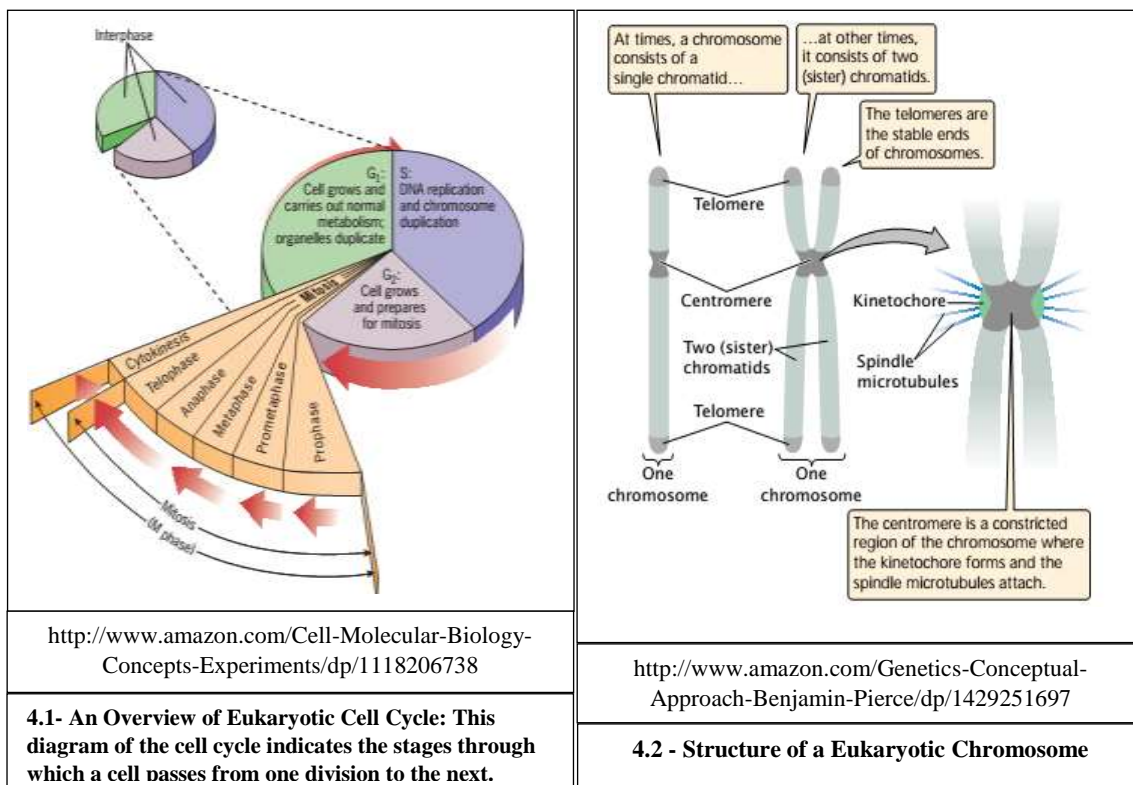 Interphase
G1:
Cell grows and
carries out normal
metabolism;
organelles duplicate
S:
DNA replication
and chromosome
duplication
G2:
Cell grows
and prepares
for mitosis
Mitosis
Cytokinesis
Telophase
Anaphase
Metaphase
Prometaphase
Prophase
Mitosis
(M phase)
http://www.amazon.com/Cell-Molecular-Biology-
Concepts-Experiments/dp/1118206738
4.1- An Overview of Eukaryotic Cell Cycle: This
diagram of the cell cycle indicates the stages through
which a cell passes from one division to the next.
At times, a chromosome
consists of a
single chromatid…
…at other times,
it consists of two
(sister) chromatids.
The telomeres are
the stable ends
of chromosomes.
Telomere
Centromere
Two (sister)
chromatids
Telomere
Kinetochore
Spindle
microtubules
One
chromosome
One
chromosome
The centromere is a constricted
region of the chromosome where
the kinetochore forms and the
spindle microtubules attach.
http://www.amazon.com/Genetics-Conceptual-
Approach-Benjamin-Pierce/dp/1429251697
4.2 - Structure of a Eukaryotic Chromosome